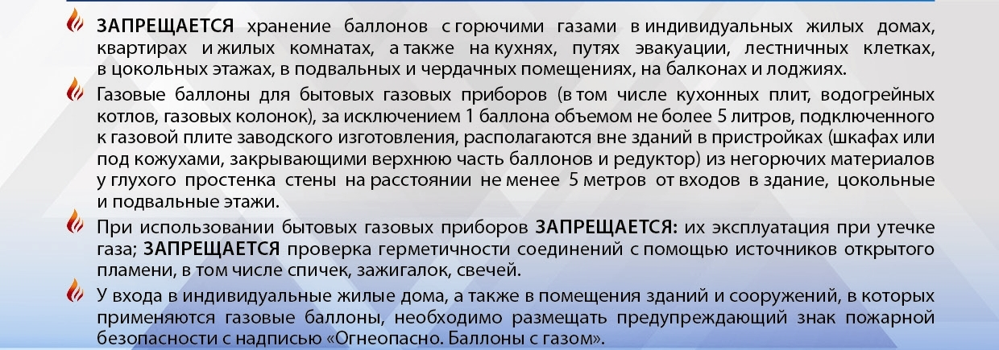 ЗАПРЕЩАЕТСЯ хранение баллонов с горючими газами в индивидуальных жилых домах,
квартирах и жилых комнатах, а также на кухнях, путях эвакуации, лестничных клетках,
в цокольных этажах, в подвальных и чердачных помещениях, на балконах и лоджиях.
Газовые баллоны для бытовых газовых приборов (в том числе кухонных плит, водогрейных
котлов, газовых колонок), за исключением 1 баллона объемом не более 5 литров, подключенного
к газовой плите заводского изготовления, располагаются вне зданий в пристройках (шкафах или
под кожухами, закрывающими верхнюю часть баллонов и редуктор) из негорючих материалов
у глухого простенка стены на расстоянии не менее 5 метров от входов в здание, цокольные
и подвальные этажи.
При использовании бытовых газовых приборов ЗАПРЕЩАЕТСЯ: их эксплуатация при утечке
газа; ЗАПРЕЩАЕТСЯ проверка герметичности соединений с помощью источников открытого
пламени, в том числе спичек, зажигалок, свечей.
У входа в индивидуальные жилые дома, а также в помещения зданий и сооружений, в которых
применяются газовые баллоны, необходимо размещать предупреждающий знак пожарной
безопасности с надписью «Огнеопасно. Баллоны с газом».